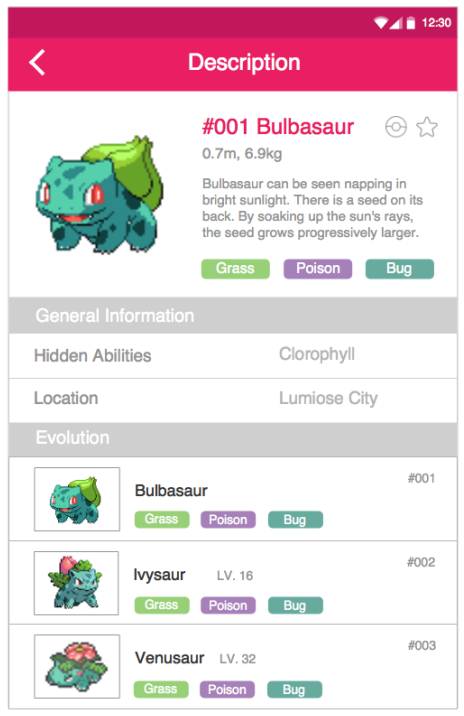 12:30
Description
#001 Bulbasaur
0.7m, 6.9kg
Bulbasaur can be seen napping in
bright sunlight. There is a seed on its
back. By soaking up the sun's rays,
the seed grows progressively larger.
Grass Poison Bug
General Information
Hidden Abilities Clorophyll
Location Lumiose City
Evolution
Bulbasaur #001
Grass Poison Bug
Ivysaur LV. 16 #002
Grass Poison Bug
Venusaur LV. 32 #003
Grass Poison Bug